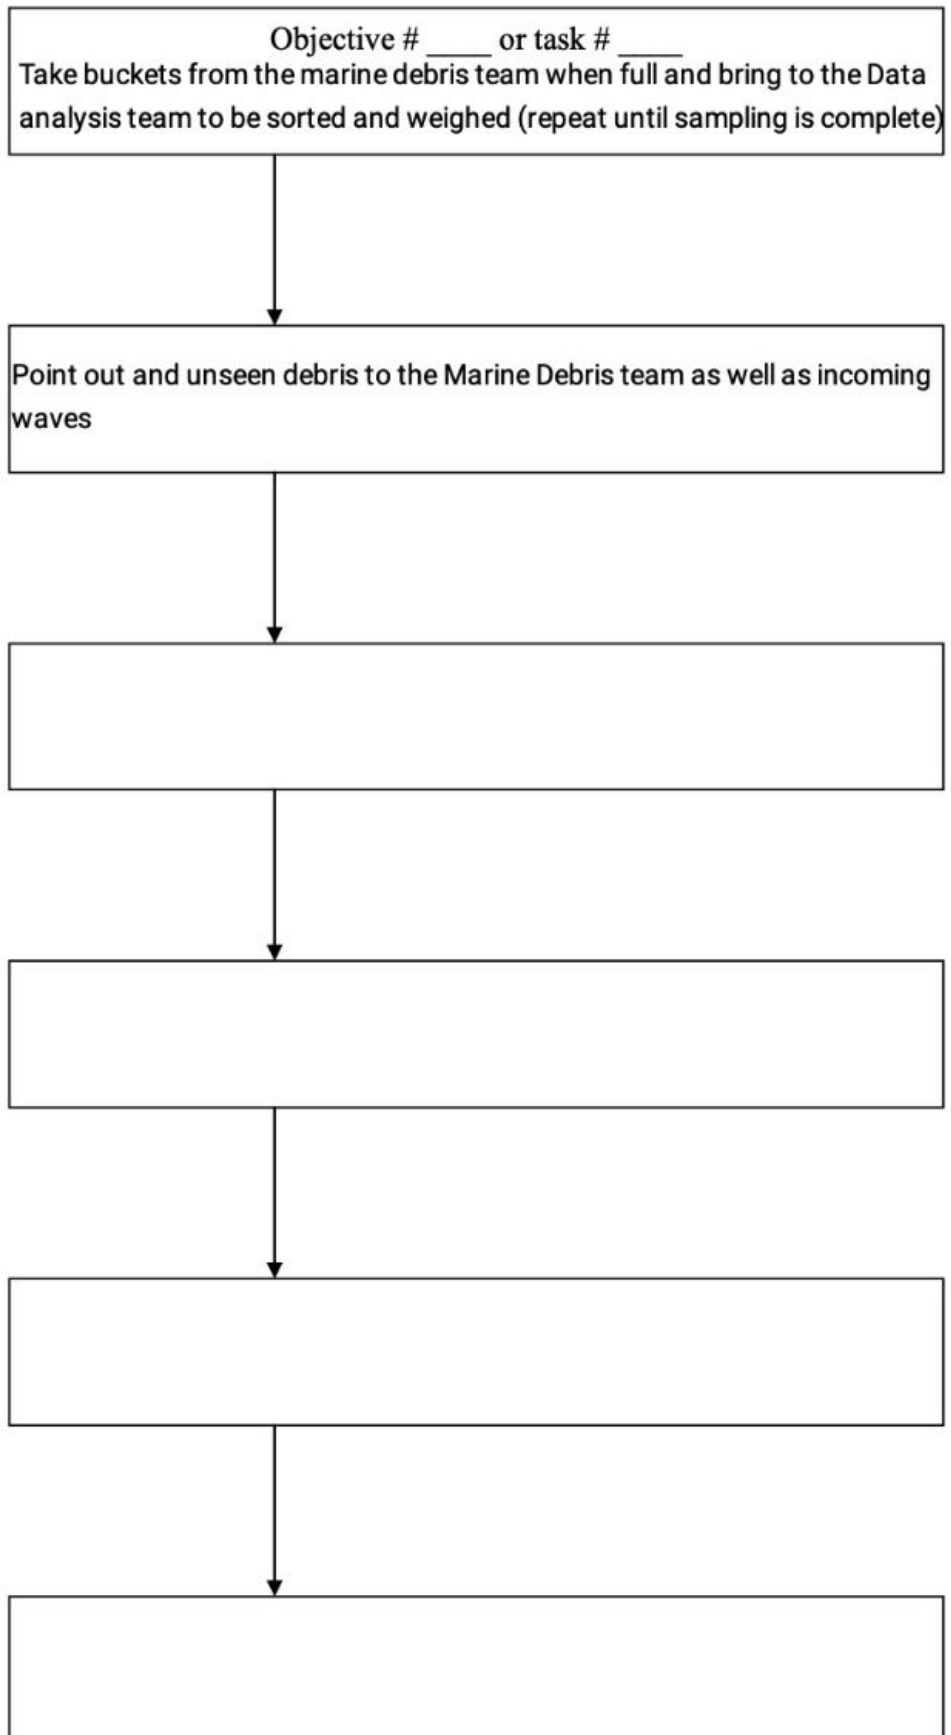 Objective # ____ or task # ____
Take buckets from the marine debris team when full and bring to the Data
analysis team to be sorted and weighed (repeat until sampling is complete)
Point out and unseen debris to the Marine Debris team as well as incoming
waves